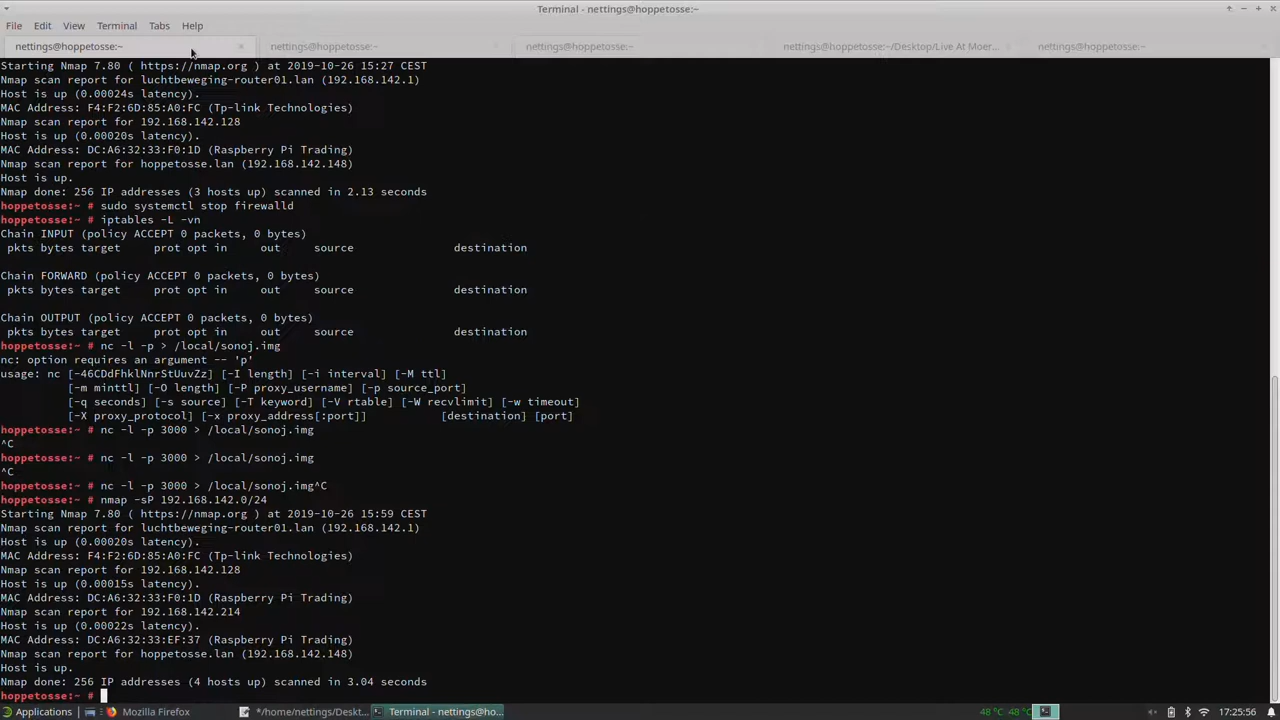 Terminal - nettings@hoppetosse:~
File Edit View Terminal Tabs Help
nettings@hoppetosse:~ nettings@hoppetosse:~ nettings@hoppetosse:~ nettings@hoppetosse:~/Desktop/Live At Moer... nettings@hoppetosse:~
Starting Nmap 7.80 ( https://nmap.org ) at 2019-10-26 15:27 CEST
Nmap scan report for luchtbeweging-router01.lan (192.168.142.1)
Host is up (0.00024s latency).
MAC Address: F4:F2:6D:85:A0:FC (Tp-link Technologies)
Nmap scan report for 192.168.142.128
Host is up (0.00020s latency).
MAC Address: DC:A6:32:33:F0:1D (Raspberry Pi Trading)
Nmap scan report for hoppetosse.lan (192.168.142.148)
Host is up.
Nmap done: 256 IP addresses (3 hosts up) scanned in 2.13 seconds
hoppetosse:~ # sudo systemctl stop firewalld
hoppetosse:~ # iptables -L -vn
Chain INPUT (policy ACCEPT 0 packets, 0 bytes)
pkts bytes target prot opt in out source destination
Chain FORWARD (policy ACCEPT 0 packets, 0 bytes)
pkts bytes target prot opt in out source destination
Chain OUTPUT (policy ACCEPT 0 packets, 0 bytes)
pkts bytes target prot opt in out source destination
hoppetosse:~ # nc -l -p > /local/sonoj.img
nc: option requires an argument -- 'p'
usage: nc [-46CDdFhklNnrStUuvZz] [-I length] [-i interval] [-M ttl]
[-m minttl] [-O length] [-P proxy_username] [-p source_port]
[-q seconds] [-s source] [-T keyword] [-V rtable] [-W recvlimit] [-w timeout]
[-X proxy_protocol] [-x proxy_address[:port]] [destination] [port]
hoppetosse:~ # nc -l -p 3000 > /local/sonoj.img
^C
hoppetosse:~ # nc -l -p 3000 > /local/sonoj.img
^C
hoppetosse:~ # nc -l -p 3000 > /local/sonoj.img^C
hoppetosse:~ # nmap -sP 192.168.142.0/24
Starting Nmap 7.80 ( https://nmap.org ) at 2019-10-26 15:59 CEST
Nmap scan report for luchtbeweging-router01.lan (192.168.142.1)
Host is up (0.00020s latency).
MAC Address: F4:F2:6D:85:A0:FC (Tp-link Technologies)
Nmap scan report for 192.168.142.128
Host is up (0.00015s latency).
MAC Address: DC:A6:32:33:F0:1D (Raspberry Pi Trading)
Nmap scan report for 192.168.142.214
Host is up (0.00022s latency).
MAC Address: DC:A6:32:33:EF:37 (Raspberry Pi Trading)
Nmap scan report for hoppetosse.lan (192.168.142.148)
Host is up.
Nmap done: 256 IP addresses (4 hosts up) scanned in 3.04 seconds
hoppetosse:~ #
Applications Mozilla Firefox */home/nettings/Deskt... Terminal - nettings@ho... 48 °C 48 °C 17:25:56